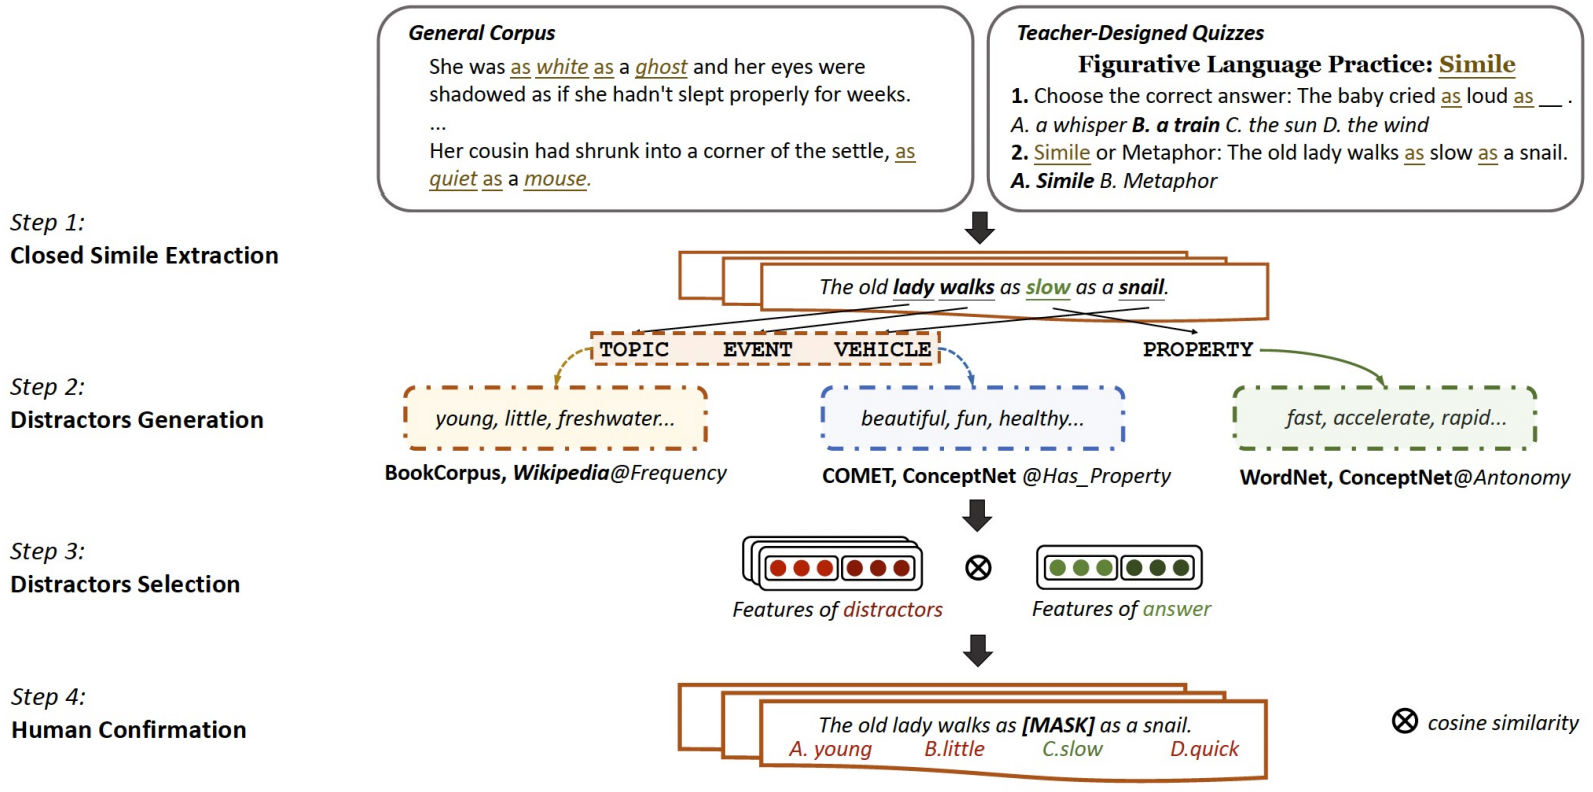 General Corpus
She was as white as a ghost and her eyes were
shadowed as if she hadn't slept properly for weeks.
...
Her cousin had shrunk into a corner of the settle, as
quiet as a mouse.
Teacher-Designed Quizzes
Figurative Language Practice: Simile
1. Choose the correct answer: The baby cried as loud as __ .
A. a whisper B. a train C. the sun D. the wind
2. Simile or Metaphor: The old lady walks as slow as a snail.
A. Simile B. Metaphor
Step 1:
Closed Simile Extraction
The old lady walks as slow as a snail.
TOPIC EVENT VEHICLE
PROPERTY
Step 2:
Distractors Generation
young, little, freshwater...
BookCorpus, Wikipedia@Frequency
beautiful, fun, healthy...
COMET, ConceptNet @Has_Property
fast, accelerate, rapid...
WordNet, ConceptNet@Antonomy
Step 3:
Distractors Selection
Features of distractors
Features of answer
Step 4:
Human Confirmation
The old lady walks as [MASK] as a snail.
A. young B.little C.slow D.quick
cosine similarity